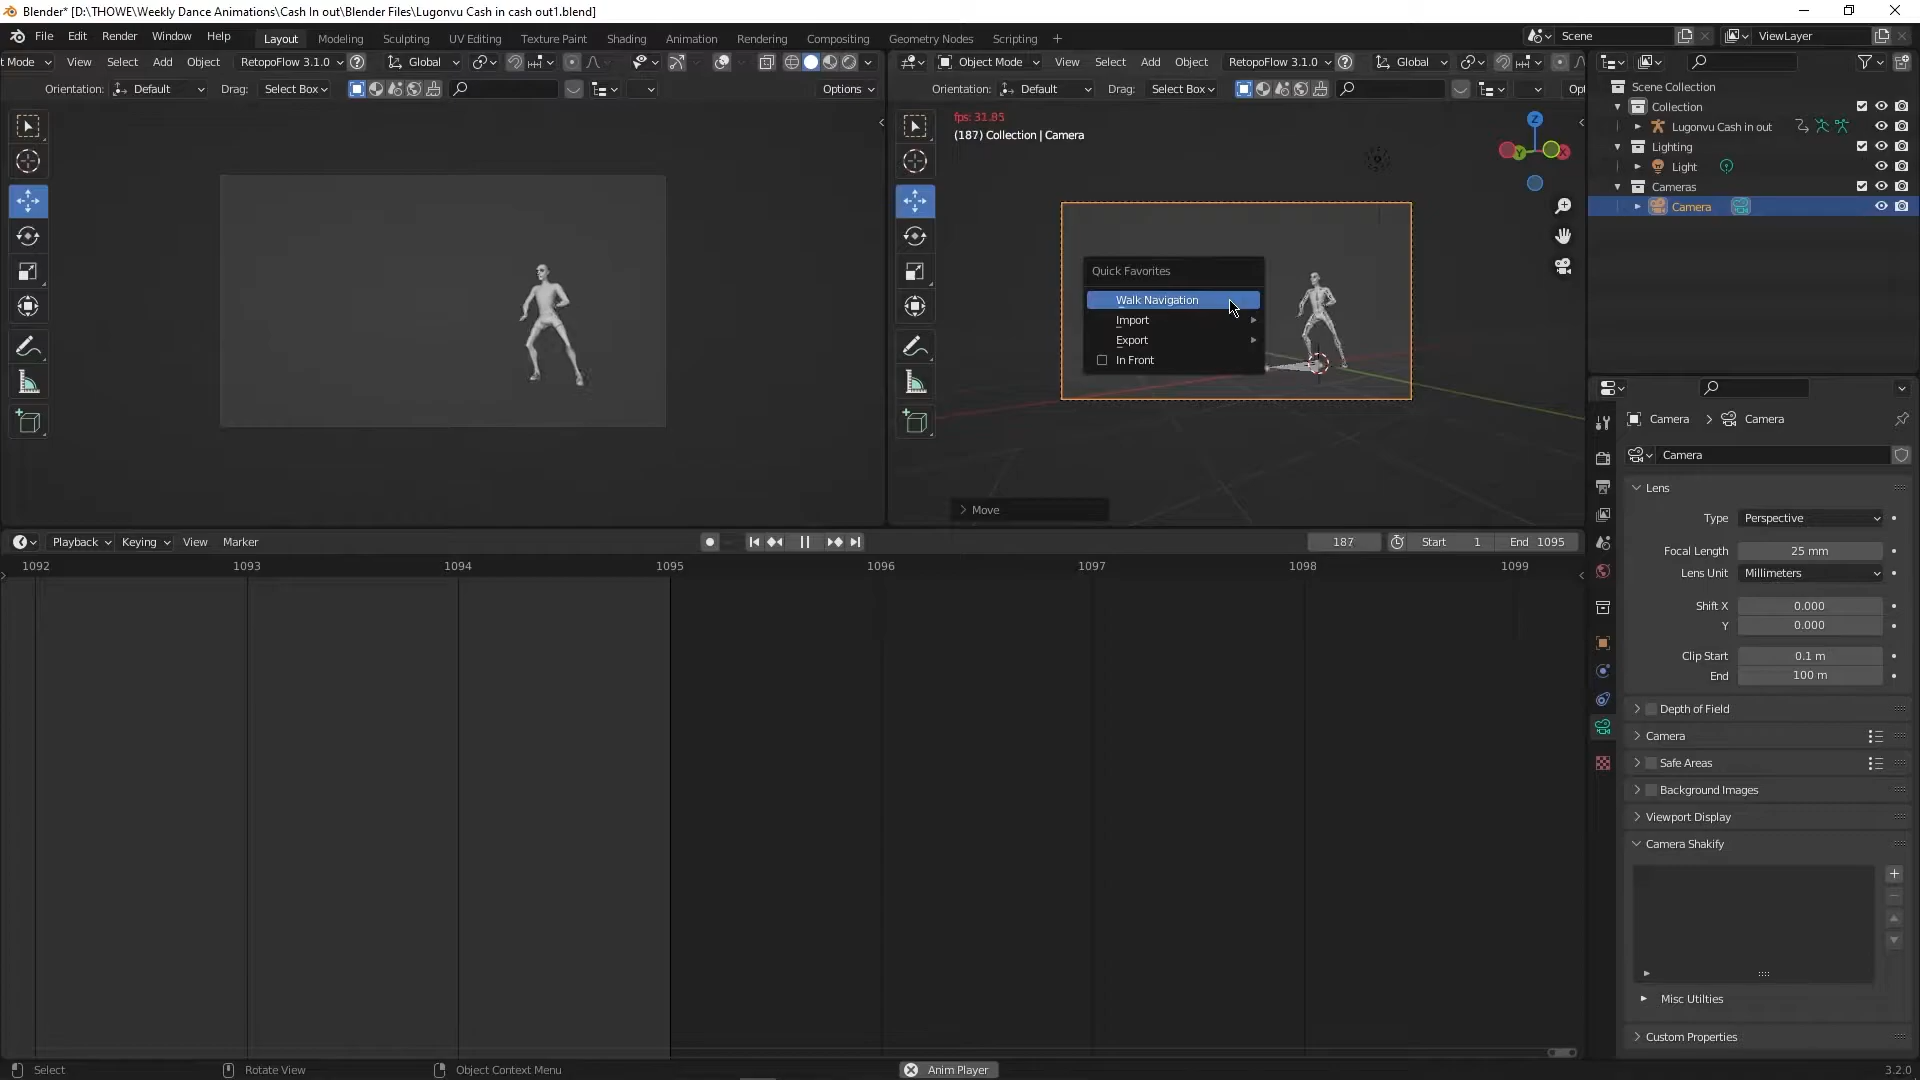 Blender* [D:\THOWE\Weekly Dance Animations\Cash In out\Blender Files\Lugonvu Cash in cash out1.blend]
File Edit Render Window Help Layout Modeling Sculpting UV Editing Texture Paint Shading Animation Rendering Compositing Geometry Nodes Scripting + Scene ViewLayer
t Mode View Select Add Object RetopoFlow 3.1.0 Global Object Mode View Select Add Object RetopoFlow 3.1.0 Global
Orientation: Default Drag: Select Box Options Orientation: Default Drag: Select Box Opt
Scene Collection
Collection
Lugonvu Cash in out
Lighting
Light
Cameras
Camera
fps: 31.85
(187) Collection | Camera
Z
Y
X
Quick Favorites
Walk Navigation
Import
Export
In Front
> Move
Camera > Camera
Camera
Lens
Type Perspective
Focal Length 25 mm
Lens Unit Millimeters
Shift X 0.000
Y 0.000
Clip Start 0.1 m
End 100 m
Depth of Field
Camera
Safe Areas
Background Images
Viewport Display
Camera Shakify
Misc Utilties
Custom Properties
Playback Keying View Marker 187 Start 1 End 1095
1092 1093 1094 1095 1096 1097 1098 1099
Select Rotate View Object Context Menu Anim Player 3.2.0